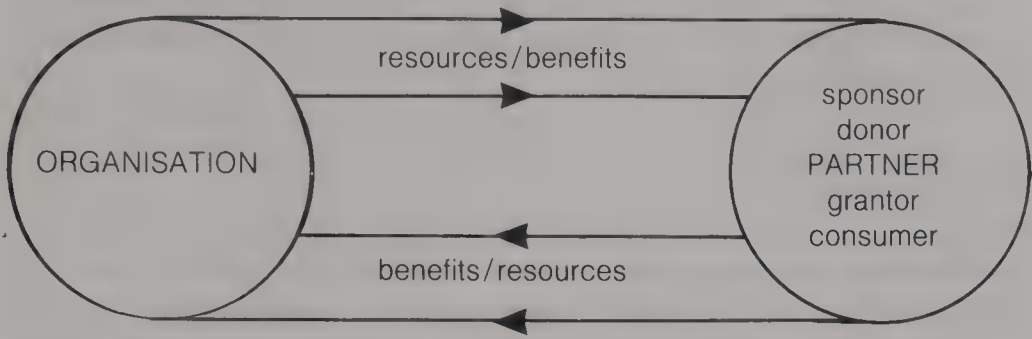 resources/benefits
ORGANISATION
sponsor
donor
PARTNER
grantor
consumer
benefits/resources